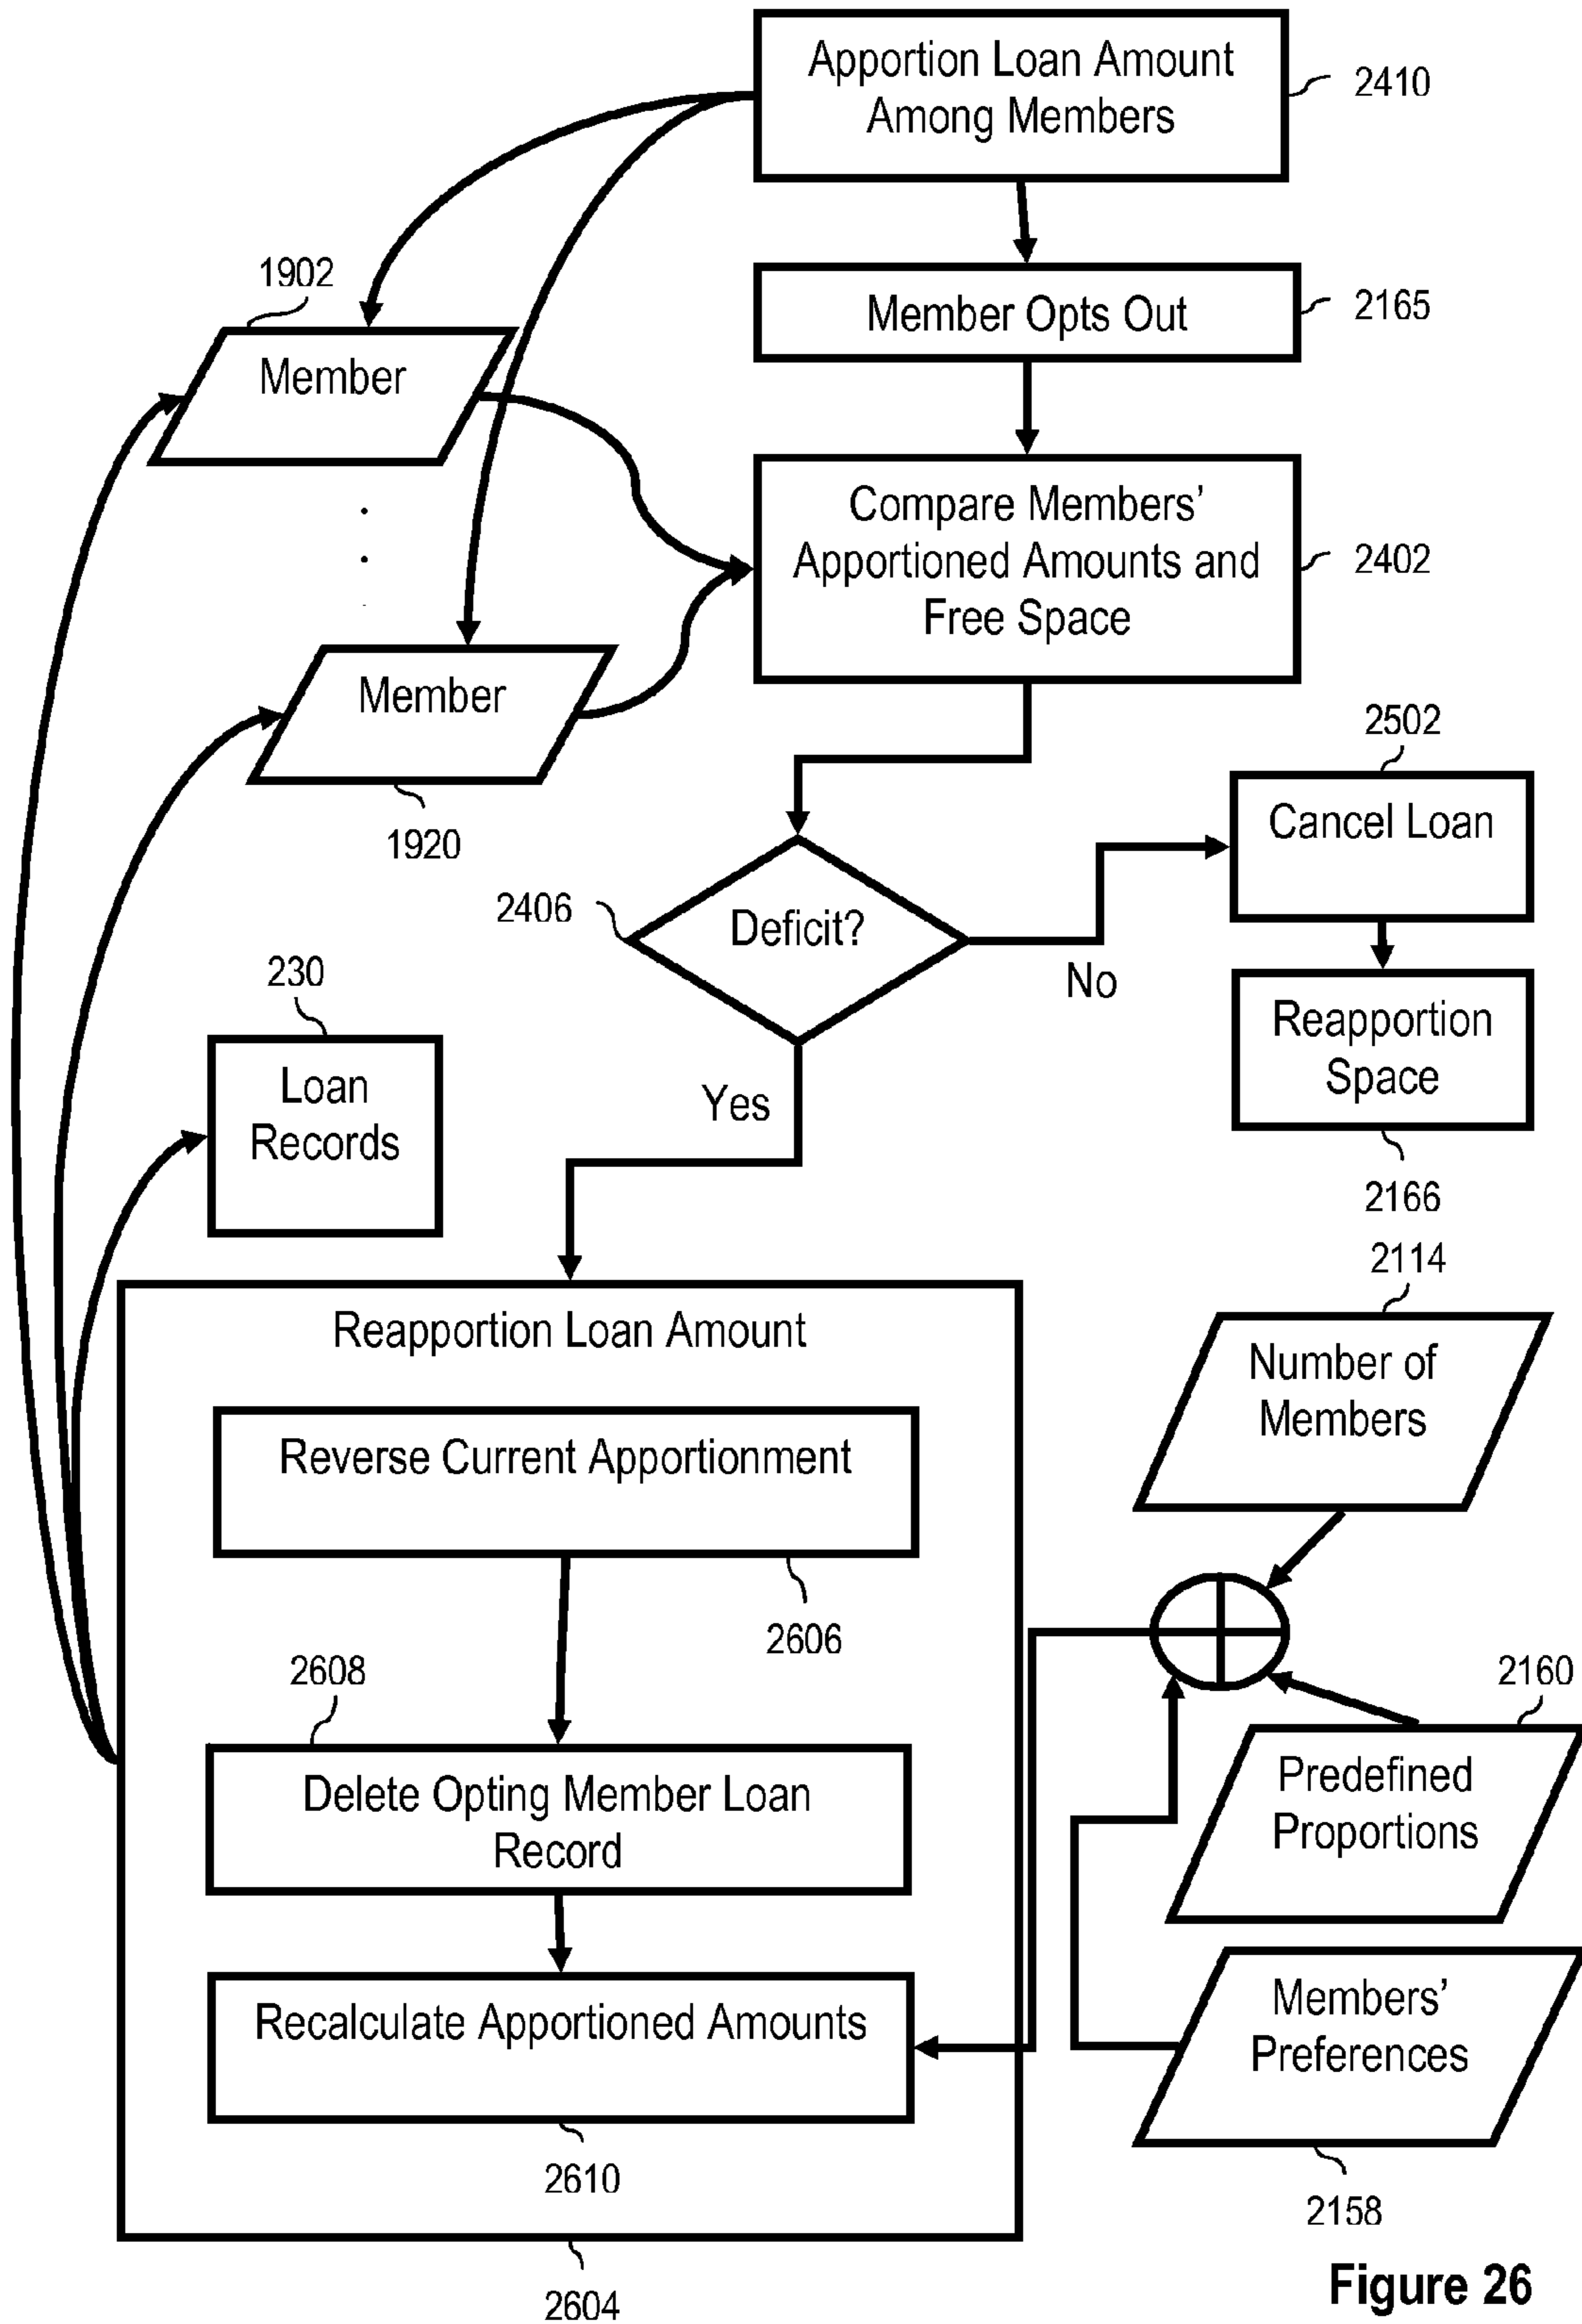 Apportion Loan Amount
Among Members
2410
1902
Member Opts Out
2165
Member
Compare Members'
Apportioned Amounts and
Free Space
2402
Member
1920
2502
Cancel Loan
2406
Deficit?
No
Yes
230
Loan
Records
Reapportion
Space
2166
2114
Reapportion Loan Amount
Number of
Members
Reverse Current Apportionment
2606
2608
2160
Delete Opting Member Loan
Record
Predefined
Proportions
Recalculate Apportioned Amounts
Members'
Preferences
2610
2158
2604
Figure 26